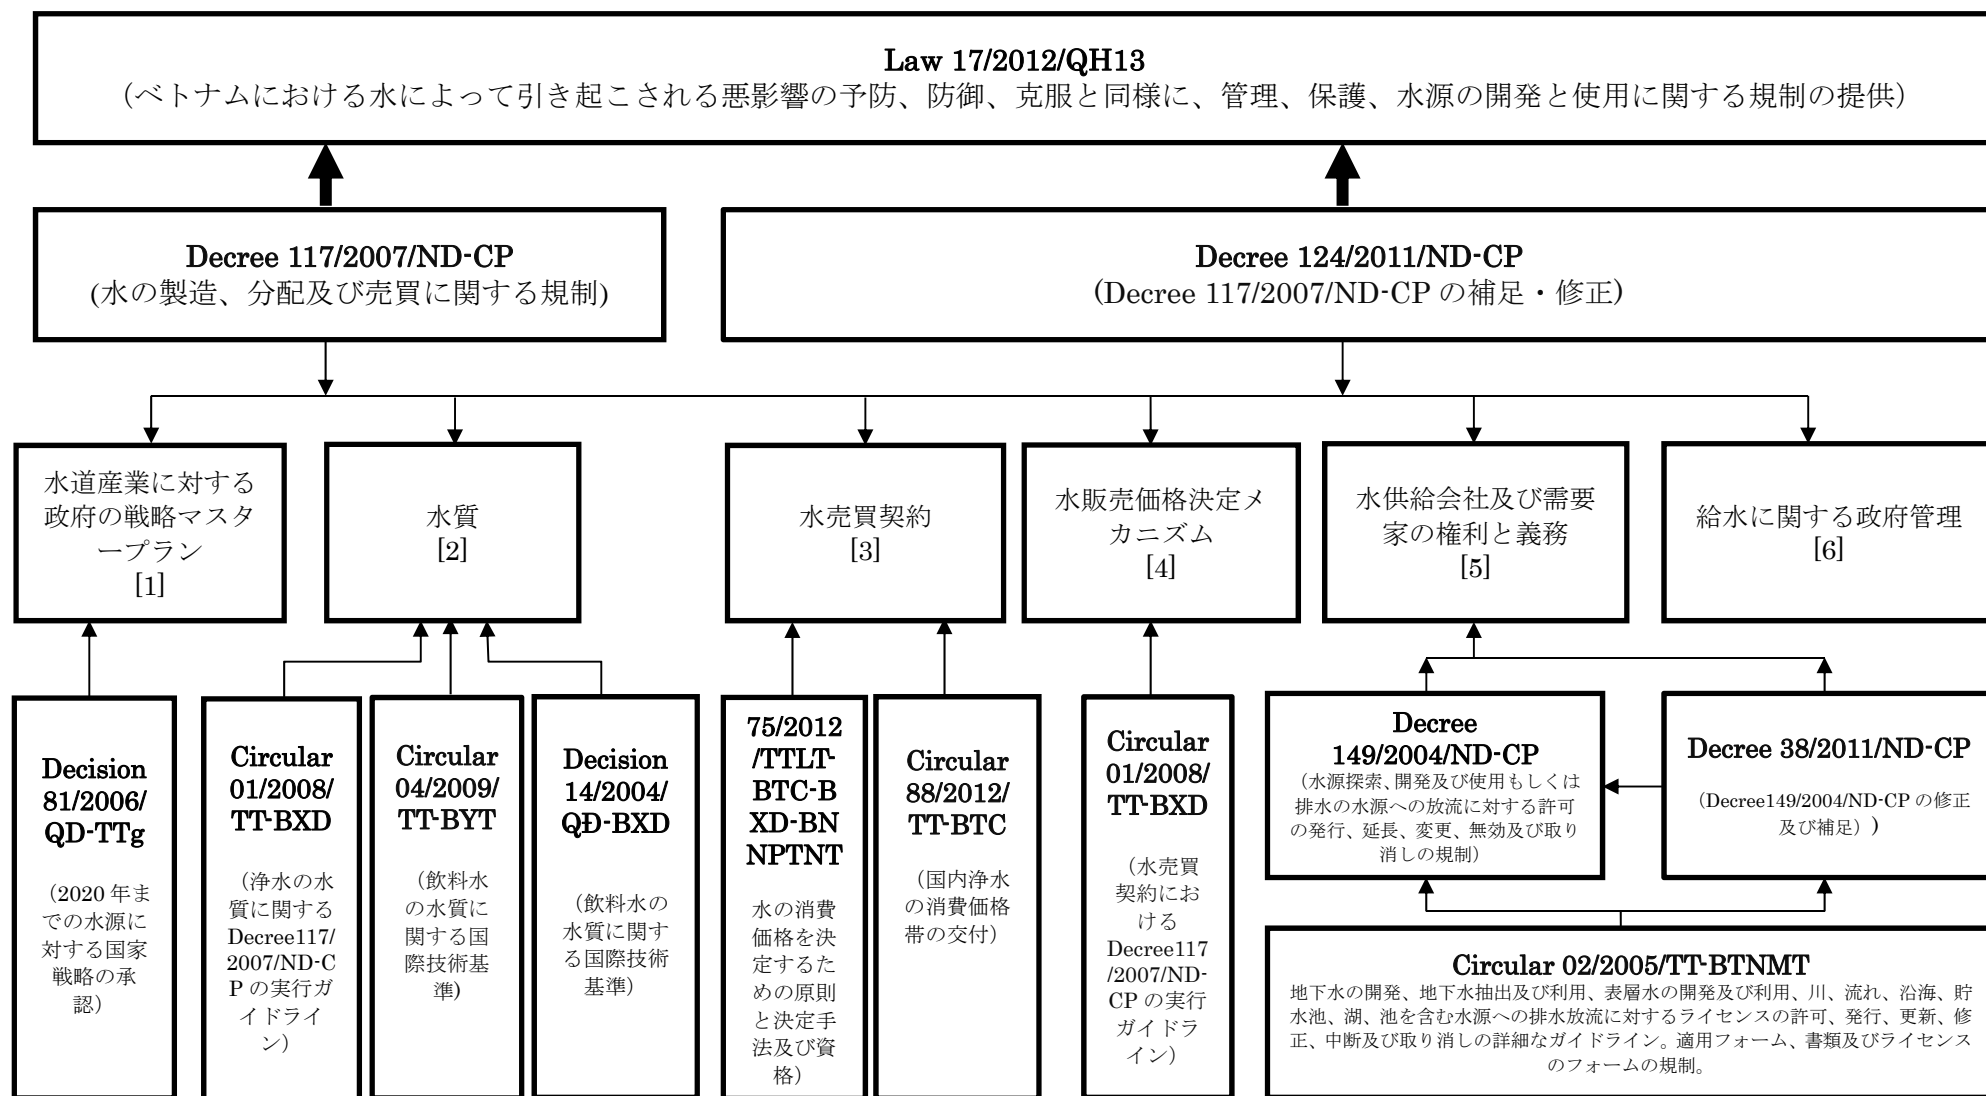 Law 17/2012/QH13
（ベトナムにおける水によって引き起こされる悪影響の予防、防御、克服と同様に、管理、保護、水源の開発と使用に関する規制の提供）
Decree 117/2007/ND-CP
(水の製造、分配及び売買に関する規制)
Decree 124/2011/ND-CP
(Decree 117/2007/ND-CP の補足・修正)
水道産業に対する
政府の戦略マスタ
ープラン
[1]
水質
[2]
水売買契約
[3]
水販売価格決定メ
カニズム
[4]
水供給会社及び需要
家の権利と義務
[5]
給水に関する政府管理
[6]
Decision
81/2006/
QD-TTg
（2020 年ま
での水源に
対する国家
戦略の承
認）
Circular
01/2008/
TT-BXD
（浄水の水
質に関する
Decree117/
2007/ND-C
P の実行ガ
イドライ
ン）
Circular
04/2009/
TT-BYT
（飲料水
の水質に
関する国
際技術基
準)
Decision
14/2004/
QĐ-BXD
（飲料水の
水質に関す
る国際技術
基準）
75/2012
/TTLT-
BTC-B
XD-BN
NPTNT
水の消費
価格を決
定するた
めの原則
と決定手
法及び資
格）
Circular
88/2012/
TT-BTC
（国内浄水
の消費価格
帯の交付）
Circular
01/2008/
TT-BXD
（水売買
契約にお
ける
Decree117
/2007/ND-
CP の実行
ガイドラ
イン）
Decree
149/2004/ND-CP
（水源探索、開発及び使用もしくは
排水の水源への放流に対する許可
の発行、延長、変更、無効及び取り
消しの規制）
Decree 38/2011/ND-CP
（Decree149/2004/ND-CP の修正
及び補足））
Circular 02/2005/TT-BTNMT
地下水の開発、地下水抽出及び利用、表層水の開発及び利用、川、流れ、沿海、貯
水池、湖、池を含む水源への排水放流に対するライセンスの許可、発行、更新、修
正、中断及び取り消しの詳細なガイドライン。適用フォーム、書類及びライセンス
のフォームの規制。